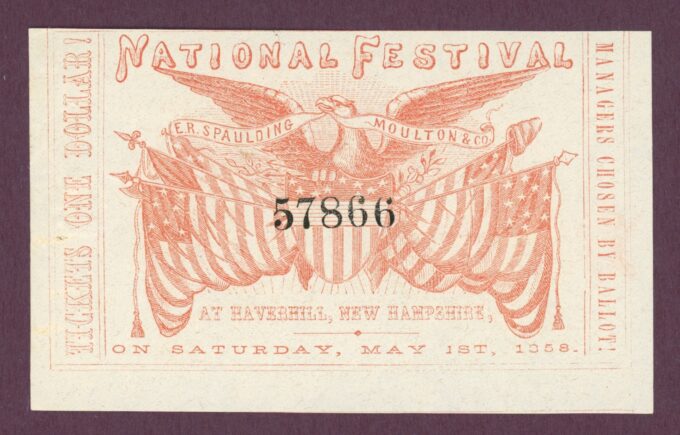 NATIONAL FESTIVAL
TICKETS ONE DOLLAR!
MANAGERS CHOSEN BY BALLOT!
E.R. SPAULDING MOULTON & CO
57866
AT HAVERHILL, NEW HAMPSHIRE,
ON SATURDAY, MAY 1ST, 1858.